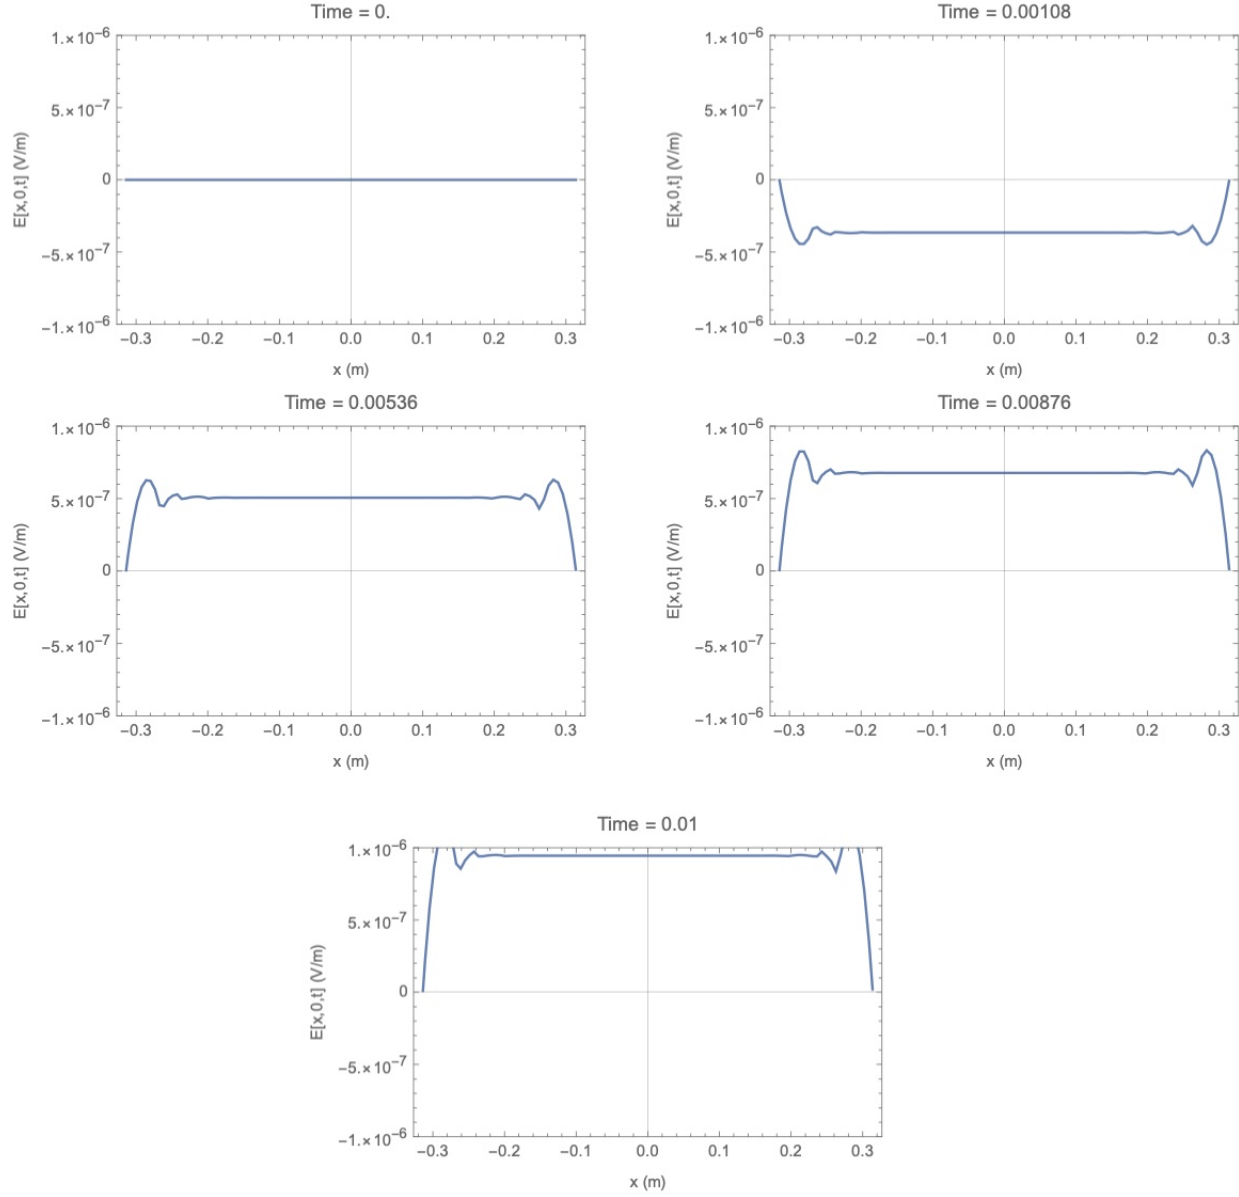 Time = 0.
Time = 0.00108
1.×10⁻⁶
5.×10⁻⁷
0
−5.×10⁻⁷
−1.×10⁻⁶
E[x,0,t] (V/m)
−0.3 −0.2 −0.1 0.0 0.1 0.2 0.3
x (m)
1.×10⁻⁶
5.×10⁻⁷
0
−5.×10⁻⁷
−1.×10⁻⁶
E[x,0,t] (V/m)
−0.3 −0.2 −0.1 0.0 0.1 0.2 0.3
x (m)
Time = 0.00536
Time = 0.00876
1.×10⁻⁶
5.×10⁻⁷
0
−5.×10⁻⁷
−1.×10⁻⁶
E[x,0,t] (V/m)
−0.3 −0.2 −0.1 0.0 0.1 0.2 0.3
x (m)
1.×10⁻⁶
5.×10⁻⁷
0
−5.×10⁻⁷
−1.×10⁻⁶
E[x,0,t] (V/m)
−0.3 −0.2 −0.1 0.0 0.1 0.2 0.3
x (m)
Time = 0.01
1.×10⁻⁶
5.×10⁻⁷
0
−5.×10⁻⁷
−1.×10⁻⁶
E[x,0,t] (V/m)
−0.3 −0.2 −0.1 0.0 0.1 0.2 0.3
x (m)